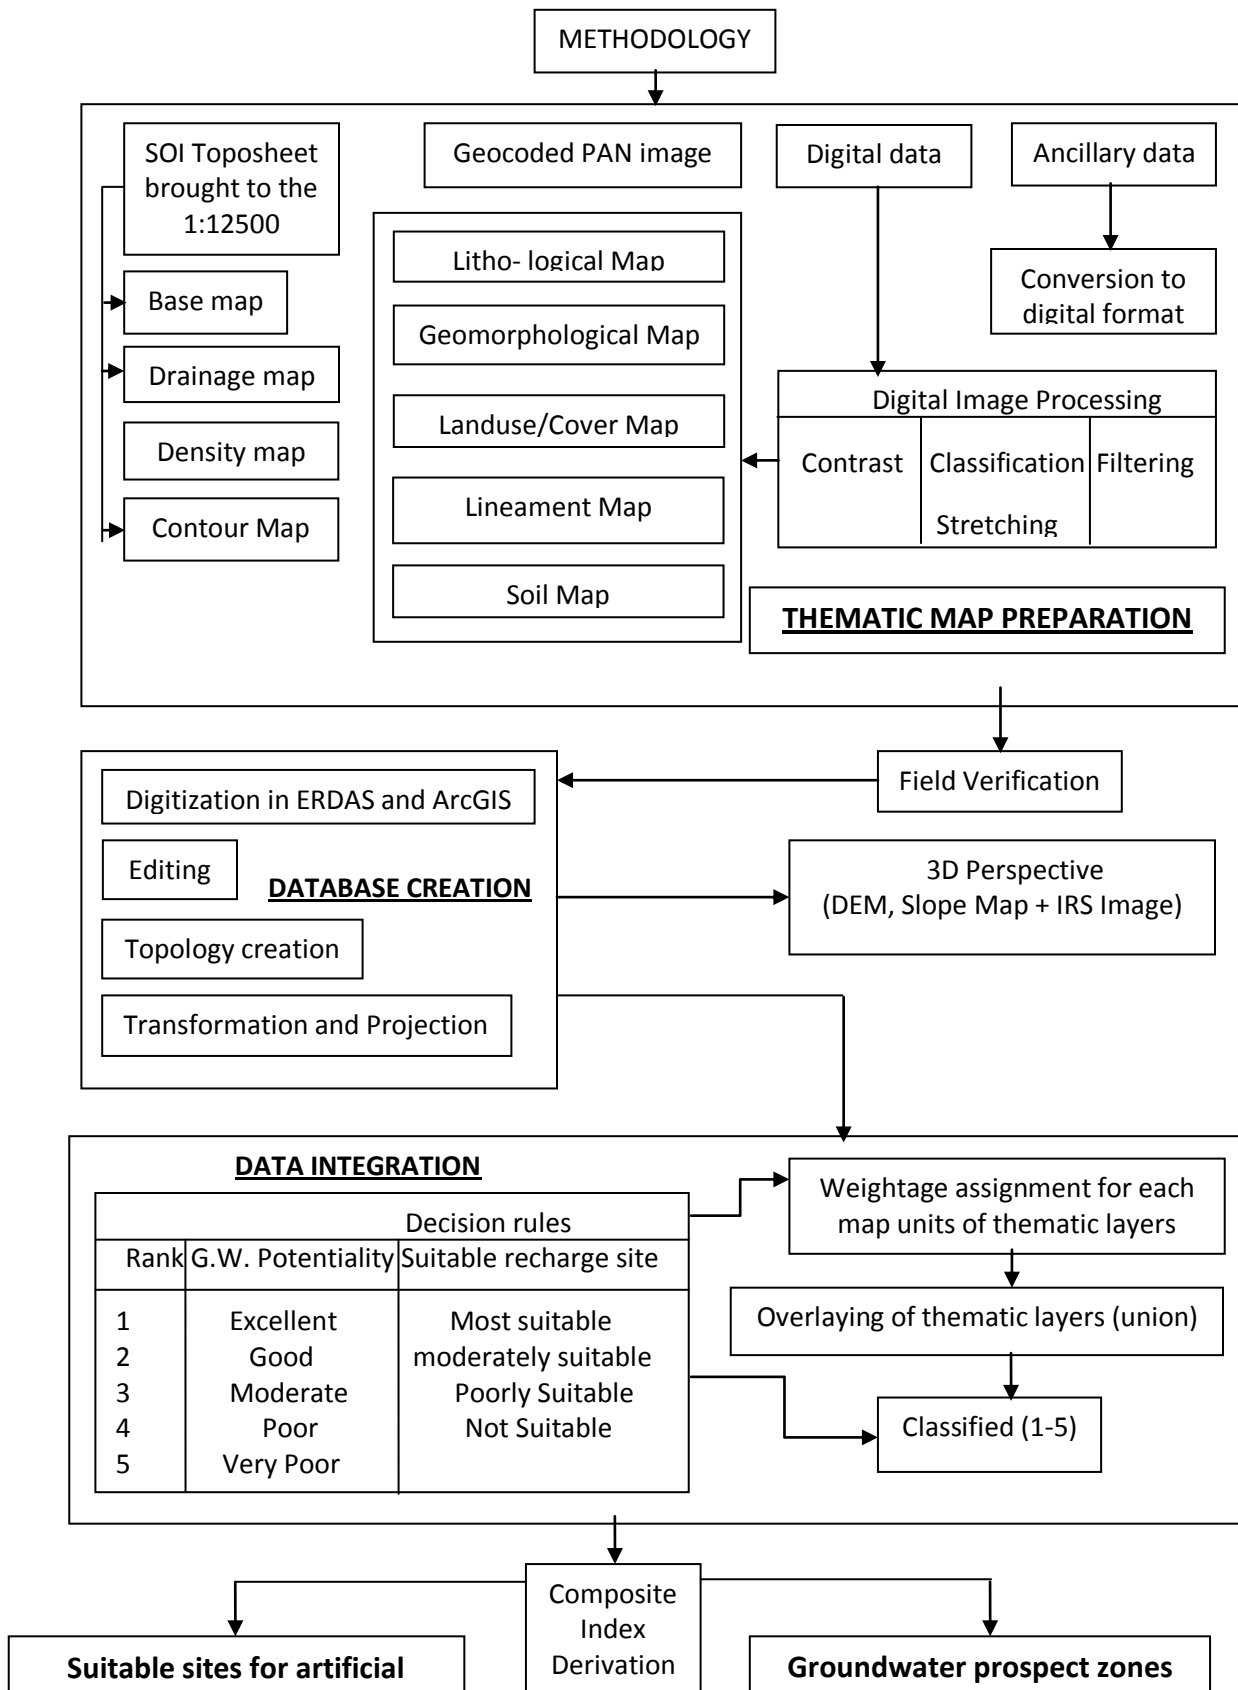 METHODOLOGY
SOI Toposheet
brought to the
1:12500
Geocoded PAN image
Digital data
Ancillary data
Base map
Drainage map
Density map
Contour Map
Litho- logical Map
Geomorphological Map
Landuse/Cover Map
Lineament Map
Soil Map
Conversion to
digital format
Digital Image Processing
Contrast Classification Filtering
Stretching
THEMATIC MAP PREPARATION
Field Verification
Digitization in ERDAS and ArcGIS
Editing
DATABASE CREATION
Topology creation
Transformation and Projection
3D Perspective
(DEM, Slope Map + IRS Image)
DATA INTEGRATION
Decision rules
Rank G.W. Potentiality Suitable recharge site
1 Excellent Most suitable
2 Good moderately suitable
3 Moderate Poorly Suitable
4 Poor Not Suitable
5 Very Poor
Weightage assignment for each
map units of thematic layers
Overlaying of thematic layers (union)
Classified (1-5)
Composite
Index
Derivation
Suitable sites for artificial
Groundwater prospect zones